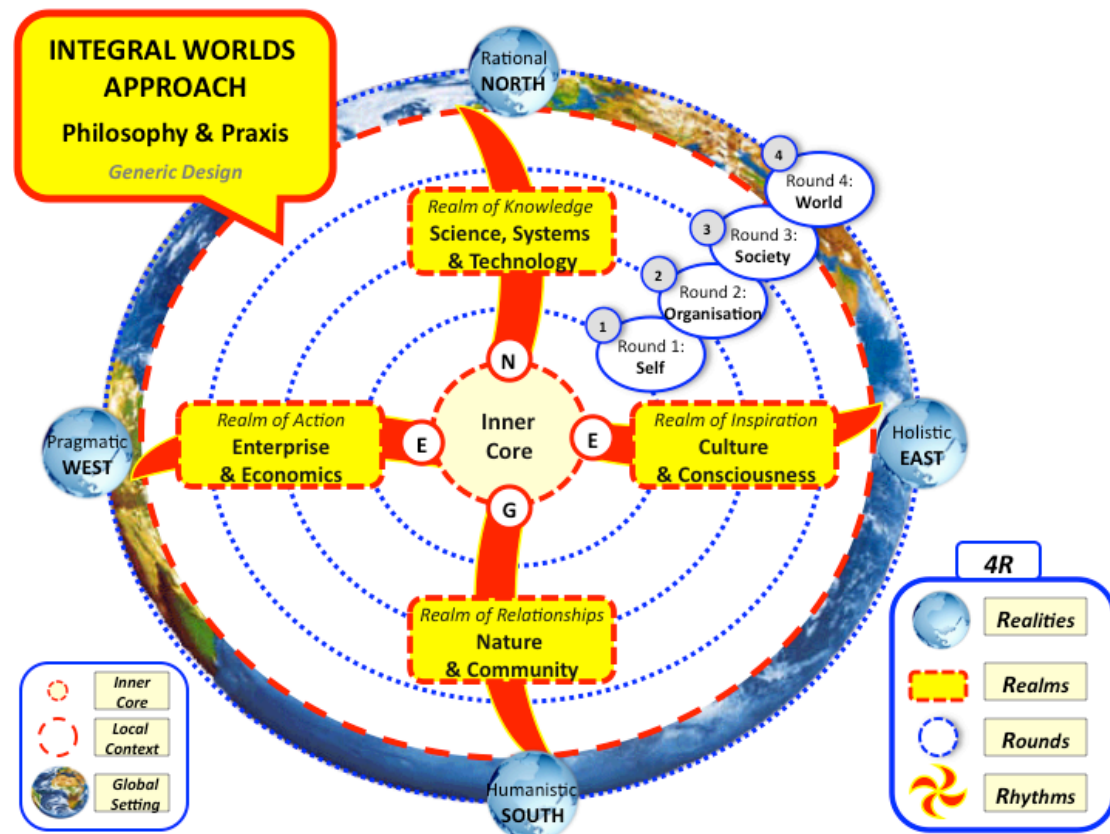 INTEGRAL WORLDS
APPROACH
Philosophy & Praxis
Generic Design
Rational
NORTH
4
Round 4:
World
3
Round 3:
Society
2
Round 2:
Organisation
1
Round 1:
Self
Realm of Knowledge
Science, Systems
& Technology
N
Pragmatic
WEST
Realm of Action
Enterprise
& Economics
E
Inner
Core
E
Realm of Inspiration
Culture
& Consciousness
Holistic
EAST
G
Realm of Relationships
Nature
& Community
Humanistic
SOUTH
Inner
Core
Local
Context
Global
Setting
4R
Realities
Realms
Rounds
Rhythms